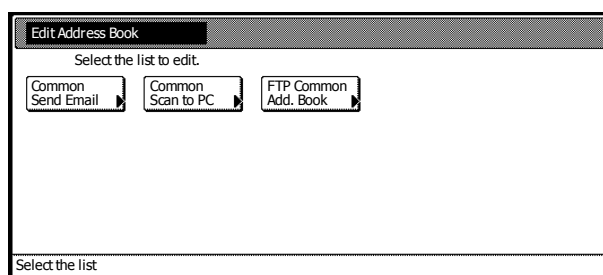 Edit Address Book
Select the list to edit.
Common
Send Email
Common
Scan to PC
FTP Common
Add. Book
Select the list